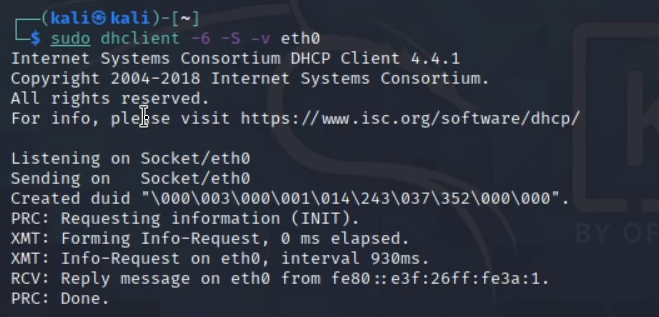 ┌──(kali㉿kali)-[~]
└─$ sudo dhclient -6 -S -v eth0
Internet Systems Consortium DHCP Client 4.4.1
Copyright 2004-2018 Internet Systems Consortium.
All rights reserved.
For info, please visit https://www.isc.org/software/dhcp/

Listening on Socket/eth0
Sending on   Socket/eth0
Created duid "\000\003\000\001\014\243\037\352\000\000".
PRC: Requesting information (INIT).
XMT: Forming Info-Request, 0 ms elapsed.
XMT: Info-Request on eth0, interval 930ms.
RCV: Reply message on eth0 from fe80::e3f:26ff:fe3a:1.
PRC: Done.
K
BY OF